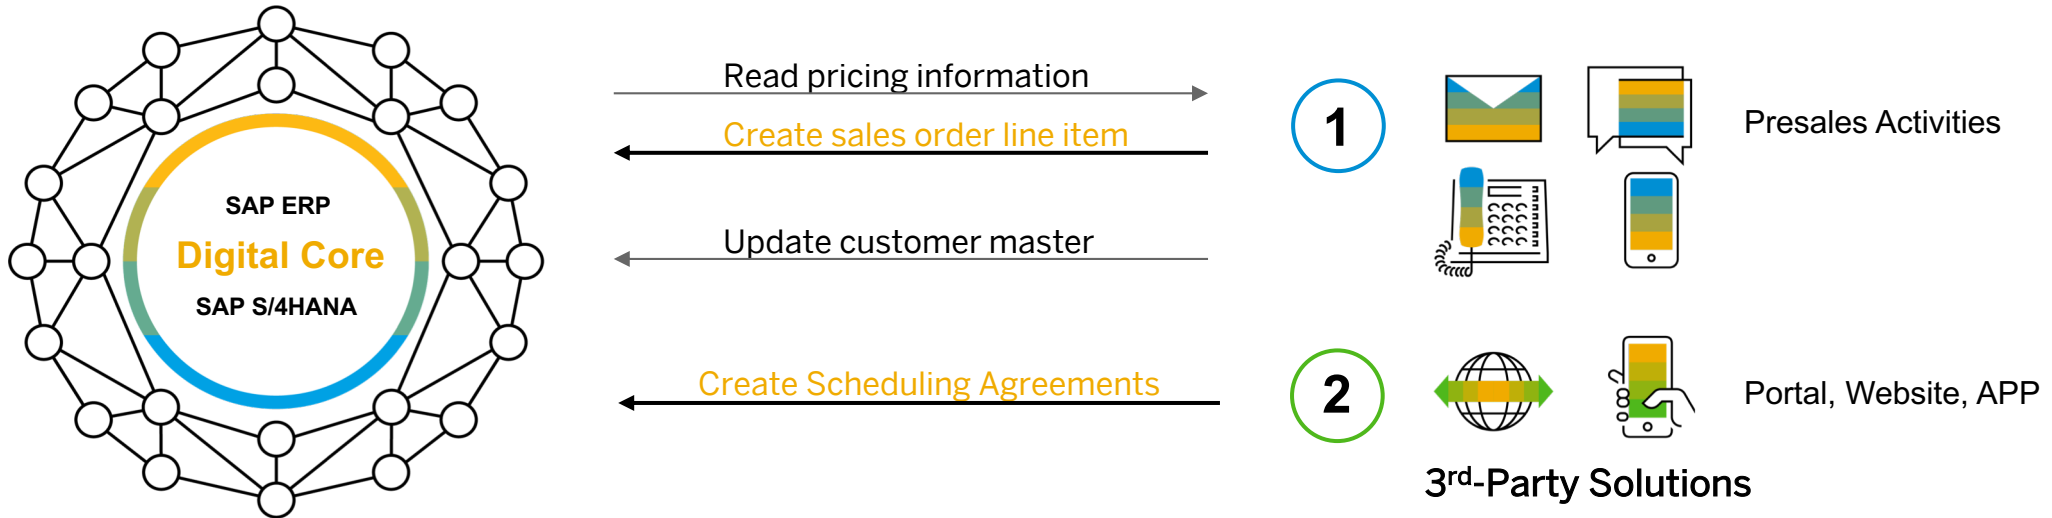 SAP ERP
Digital Core
SAP S/4HANA
Read pricing information
Create sales order line item
Update customer master
Create Scheduling Agreements
1
Presales Activities
2
Portal, Website, APP
3rd-Party Solutions